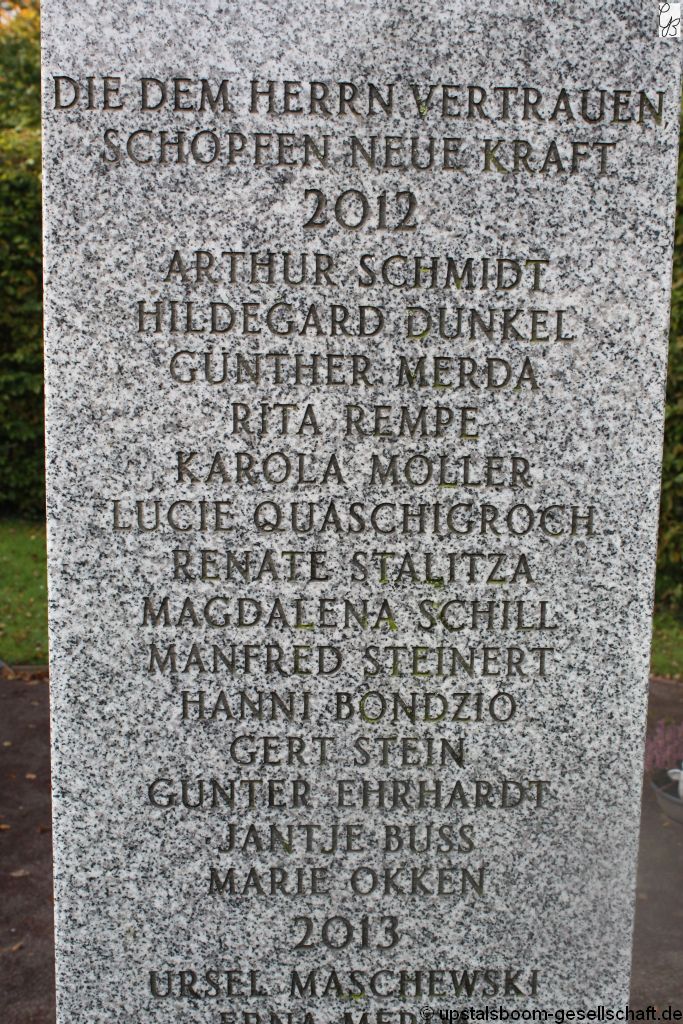 DIE DEM HERRN VERTRAUEN,
SCHÖPFEN NEUE KRAFT
2012
ARTHUR SCHMIDT
HILDEGARD DUNKEL
GÜNTHER MERDA
RITA REMPE
KAROLA MÖLLER
LUCIE QUASCHIGROCH
RENATE STALITZA
MAGDALENA SCHILL
MANFRED STEINERT
HANNI BONDZIO
GERT STEIN
GÜNTER EHRHARDT
JANTJE BUSS
MARIE OKKEN
2013
URSEL MASCHEWSKI
ERNA
© upstalsboom-gesellschaft.de